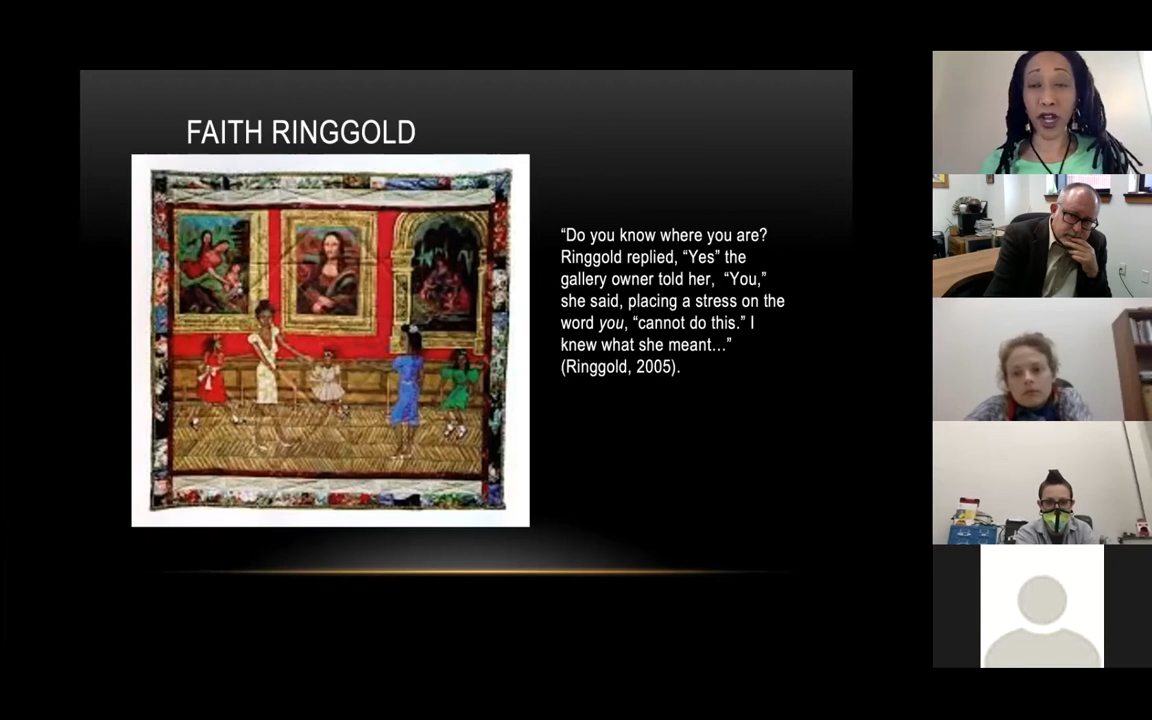 FAITH RINGGOLD
“Do you know where you are?
Ringgold replied, “Yes” the
gallery owner told her,  “You,”
she said, placing a stress on the
word you, “cannot do this.” I
knew what she meant…”
(Ringgold, 2005).